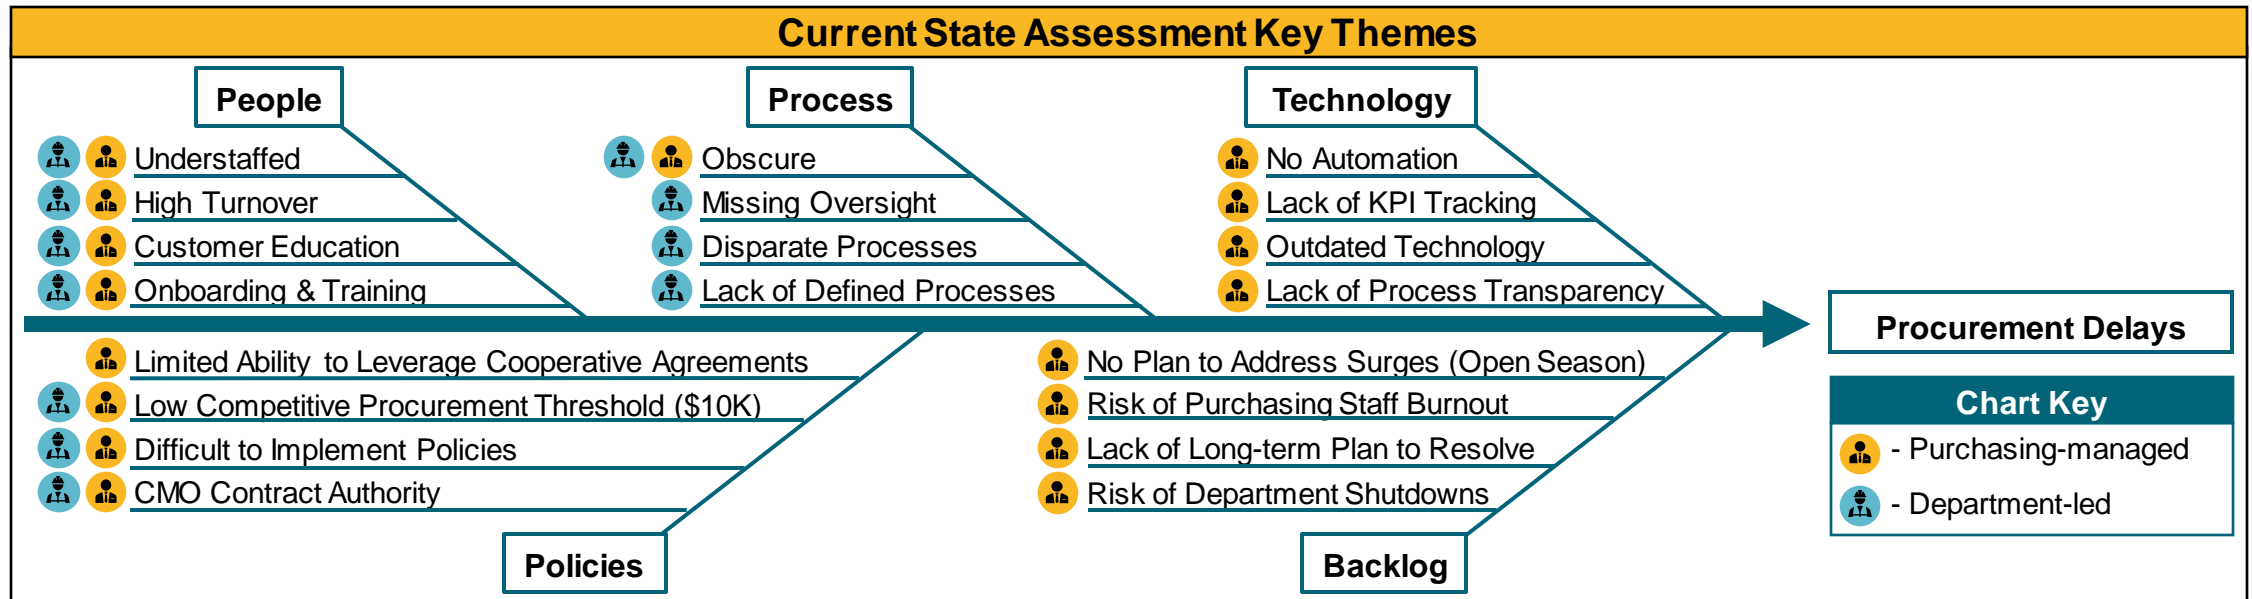 Current State Assessment Key Themes
People
Understaffed
High Turnover
Customer Education
Onboarding & Training
Process
Obscure
Missing Oversight
Disparate Processes
Lack of Defined Processes
Technology
No Automation
Lack of KPI Tracking
Outdated Technology
Lack of Process Transparency
Procurement Delays
Limited Ability to Leverage Cooperative Agreements
Low Competitive Procurement Threshold ($10K)
Difficult to Implement Policies
CMO Contract Authority
Policies
No Plan to Address Surges (Open Season)
Risk of Purchasing Staff Burnout
Lack of Long-term Plan to Resolve
Risk of Department Shutdowns
Backlog
Chart Key
- Purchasing-managed
- Department-led